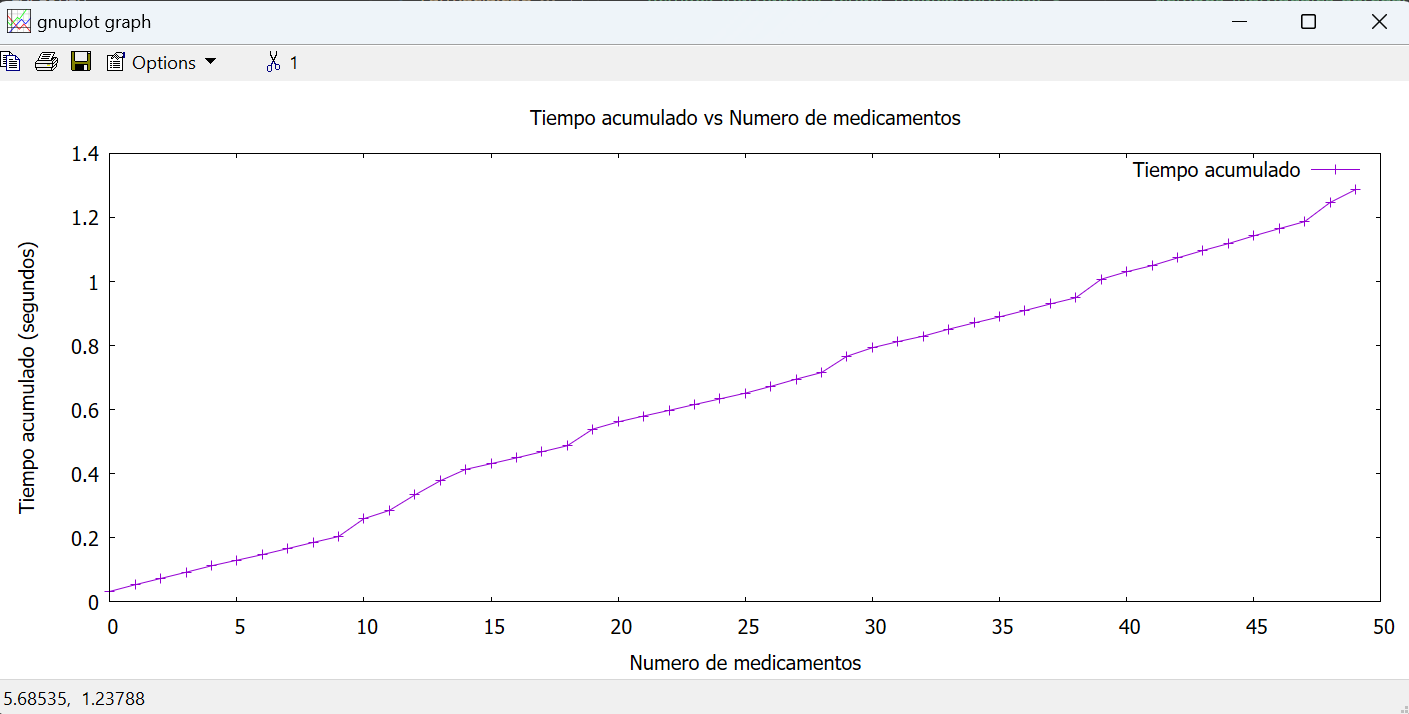 gnuplot graph
Options
1
Tiempo acumulado vs Numero de medicamentos
Tiempo acumulado
Tiempo acumulado (segundos)
1.4
1.2
1
0.8
0.6
0.4
0.2
0
0 5 10 15 20 25 30 35 40 45 50
Numero de medicamentos
5.68535, 1.23788